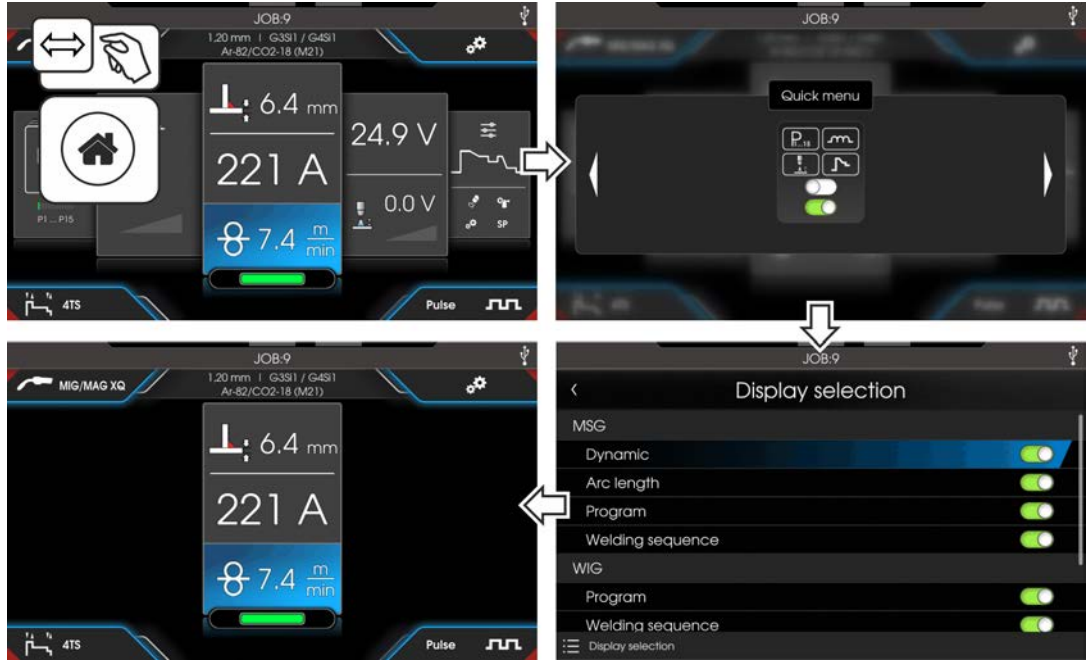 JOB:9
1,20 mm | G3Si1 / G4Si1
Ar-82/CO2-18 (M21)
6.4 mm
221 A
7.4 m/min
24.9 V
0.0 V
P1 ... P15
SP
4TS
Pulse
JOB:9
Quick menu
P1...15
4TS
JOB:9
Display selection
MSG
Dynamic
Arc length
Program
Welding sequence
WIG
Program
Welding sequence
Display selection
JOB:9
MIG/MAG XQ
1,20 mm | G3Si1 / G4Si1
Ar-82/CO2-18 (M21)
6.4 mm
221 A
7.4 m/min
4TS
Pulse